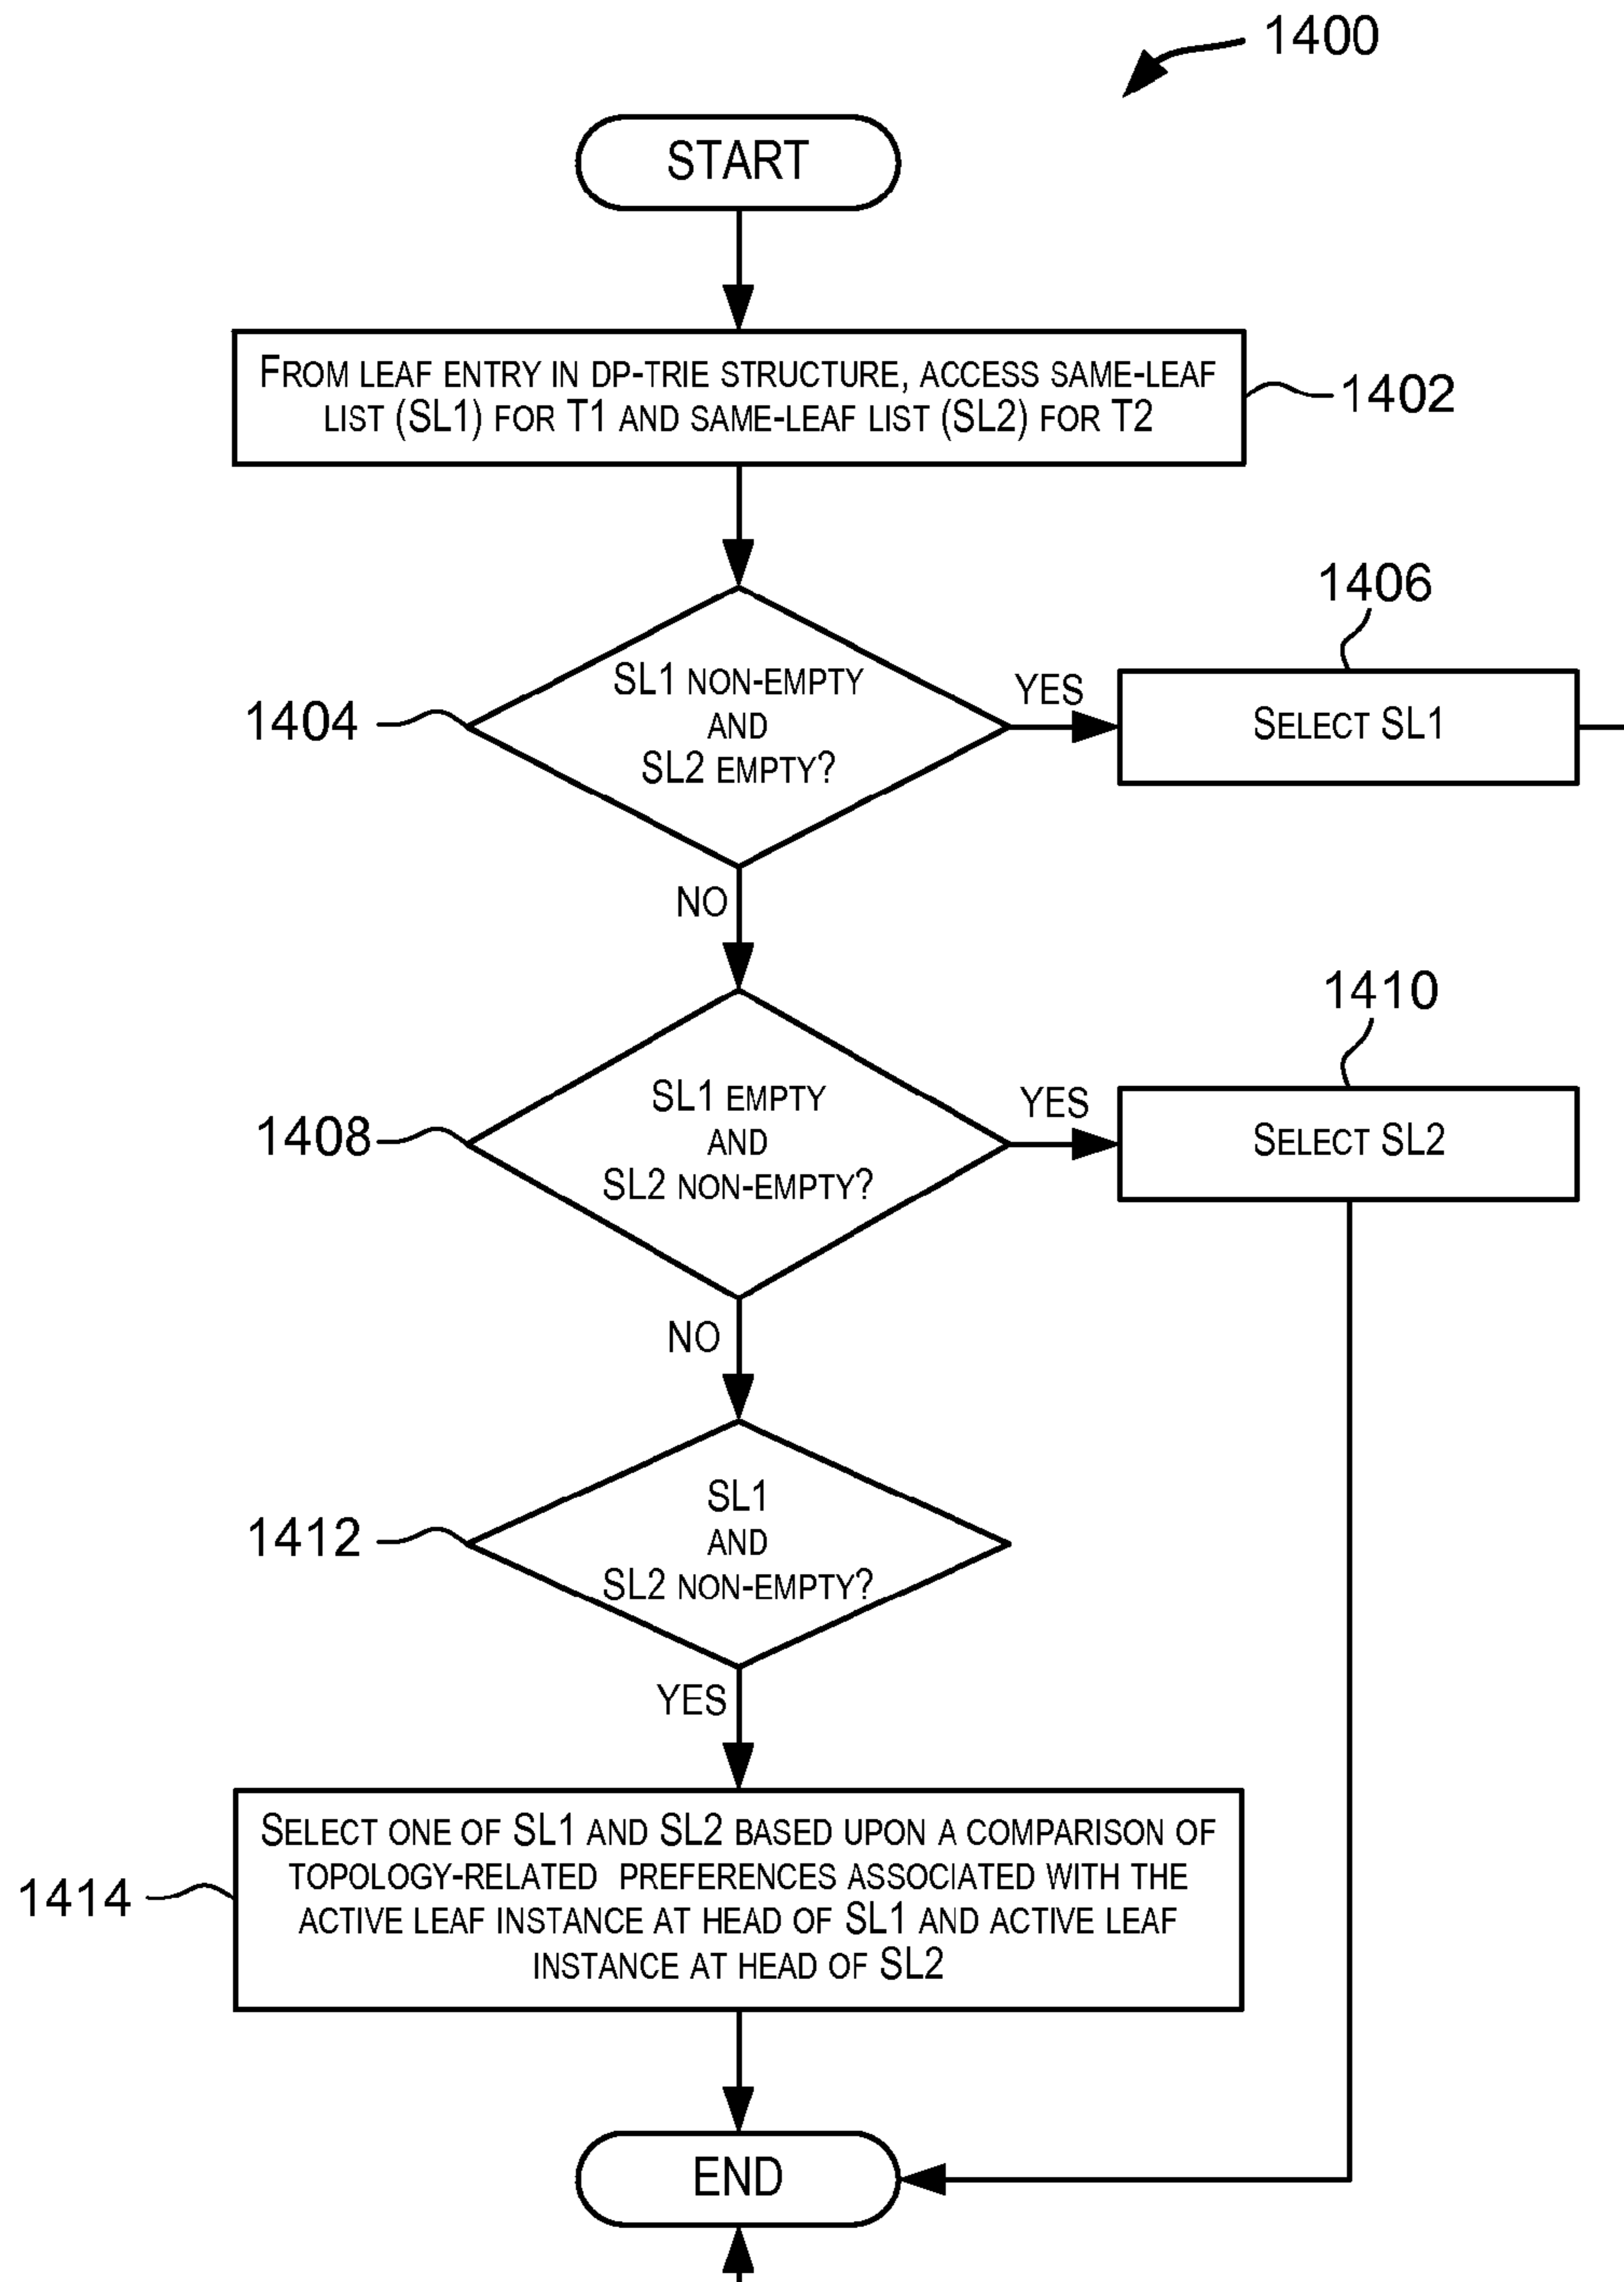 1400
START
FROM LEAF ENTRY IN DP-TRIE STRUCTURE, ACCESS SAME-LEAF
LIST (SL1) FOR T1 AND SAME-LEAF LIST (SL2) FOR T2
1402
1406
SL1 NON-EMPTY
AND
SL2 EMPTY?
1404
YES
SELECT SL1
NO
1410
SL1 EMPTY
AND
SL2 NON-EMPTY?
1408
YES
SELECT SL2
NO
SL1
AND
SL2 NON-EMPTY?
1412
YES
SELECT ONE OF SL1 AND SL2 BASED UPON A COMPARISON OF
TOPOLOGY-RELATED PREFERENCES ASSOCIATED WITH THE
ACTIVE LEAF INSTANCE AT HEAD OF SL1 AND ACTIVE LEAF
INSTANCE AT HEAD OF SL2
1414
END